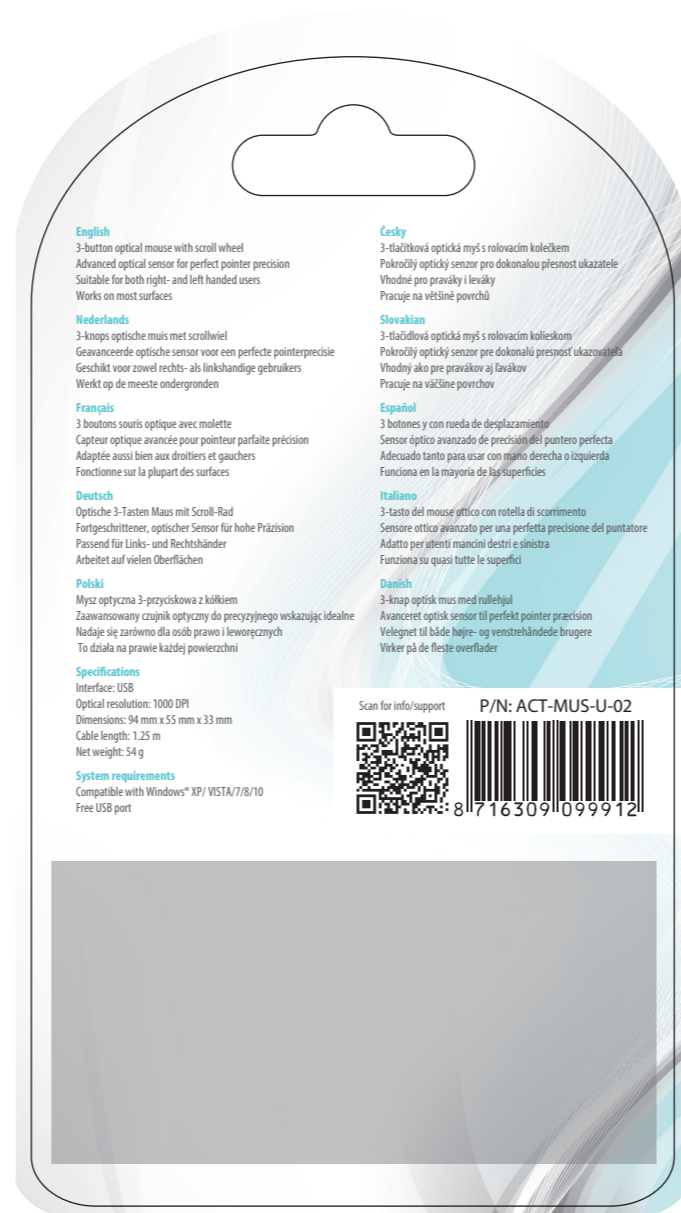 English
3-button optical mouse with scroll wheel
Advanced optical sensor for perfect pointer precision
Suitable for both right- and left handed users
Works on most surfaces
Nederlands
3-knops optische muis met scrollwiel
Geavanceerde optische sensor voor een perfecte pointerprecisie
Geschikt voor zowel rechts- als linkshandige gebruikers
Werkt op de meeste ondergronden
Français
3 boutons souris optique avec molette
Capteur optique avancée pour pointeur parfaite précision
Adaptée aussi bien aux droitiers et gauchers
Fonctionne sur la plupart des surfaces
Deutsch
Optische 3-Tasten Maus mit Scroll-Rad
Fortgeschrittener, optischer Sensor für hohe Präzision
Passend für Links- und Rechtshänder
Arbeitet auf vielen Oberflächen
Polski
Mysz optyczna 3-przyciskowa z kółkiem
Zaawansowany czujnik optyczny do precyzyjnego wskazując idealne
Nadaje się zarówno dla osób prawo i leworęcznych
To działa na prawie każdej powierzchni
Specifications
Interface: USB
Optical resolution: 1000 DPI
Dimensions: 94 mm x 55 mm x 33 mm
Cable length: 1.25 m
Net weight: 54 g
System requirements
Compatible with Windows® XP/ VISTA/7/8/10
Free USB port
Česky
3-tlačítková optická myš s rolovacím kolečkem
Pokročilý optický senzor pro dokonalou přesnost ukazatele
Vhodné pro praváky i leváky
Pracuje na většině povrchů
Slovakian
3-tlačidlová optická myš s rolovacím kolieskom
Pokročilý optický senzor pre dokonalú presnosť ukazovateľa
Vhodný ako pre pravákov aj ľavákov
Pracuje na väčšine povrchov
Español
3 botones y con rueda de desplazamiento
Sensor óptico avanzado de precisión del puntero perfecta
Adecuado tanto para usar con mano derecha o izquierda
Funciona en la mayoría de las superficies
Italiano
3-tasto del mouse ottico con rotella di scorrimento
Sensore ottico avanzato per una perfetta precisione del puntatore
Adatto per utenti mancini destri e sinistra
Funziona su quasi tutte le superfici
Danish
3-knap optisk mus med rullehjul
Avanceret optisk sensor til perfekt pointer præcision
Velegnet til både højre- og venstrehåndede brugere
Virker på de fleste overflader
Scan for info/support
P/N: ACT-MUS-U-02
8 716309 099912